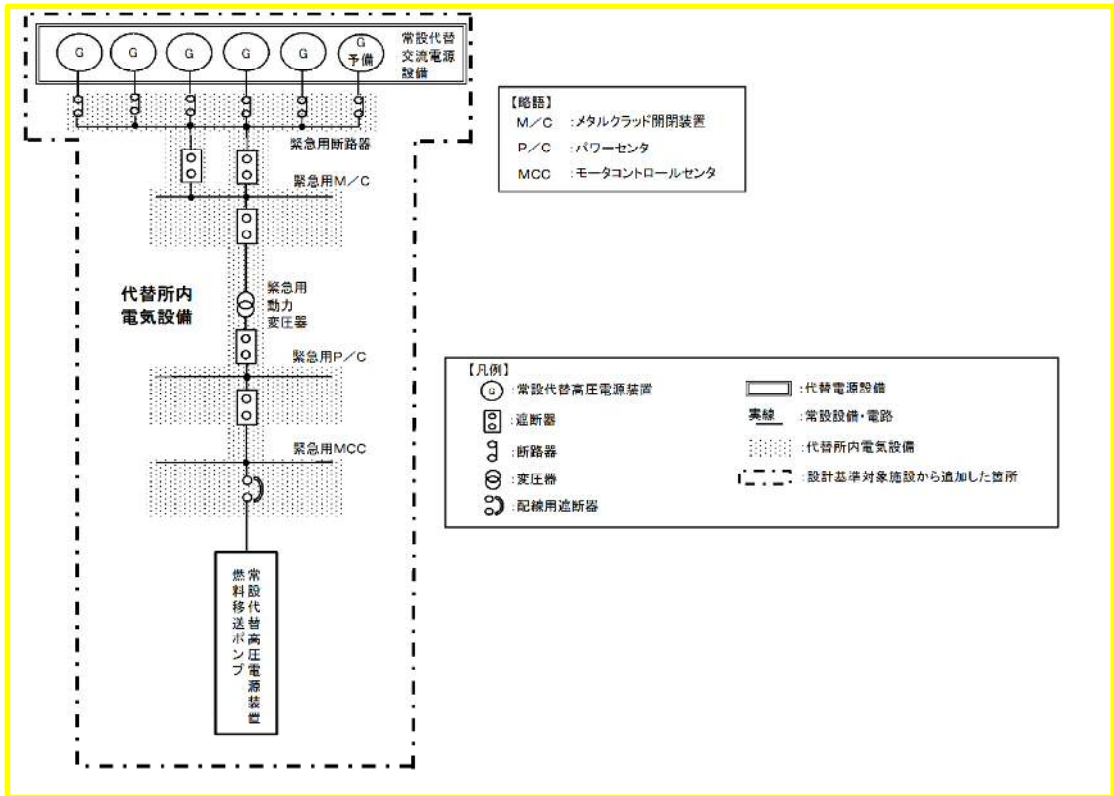 G G G G G G
予備
常設代替
交流電源
設備
緊急用断路器
緊急用M／C
代替所内
電気設備
緊急用
動力
変圧器
緊急用P／C
緊急用MCC
常設代替高圧電源装置
燃料移送ポンプ
【略語】
M／C :メタルクラッド開閉装置
P／C :パワーセンタ
MCC :モータコントロールセンタ
【凡例】
G :常設代替高圧電源装置
:遮断器
:断路器
:変圧器
:配線用遮断器
:代替電源設備
実線 :常設設備・電路
:代替所内電気設備
:設計基準対象施設から追加した箇所